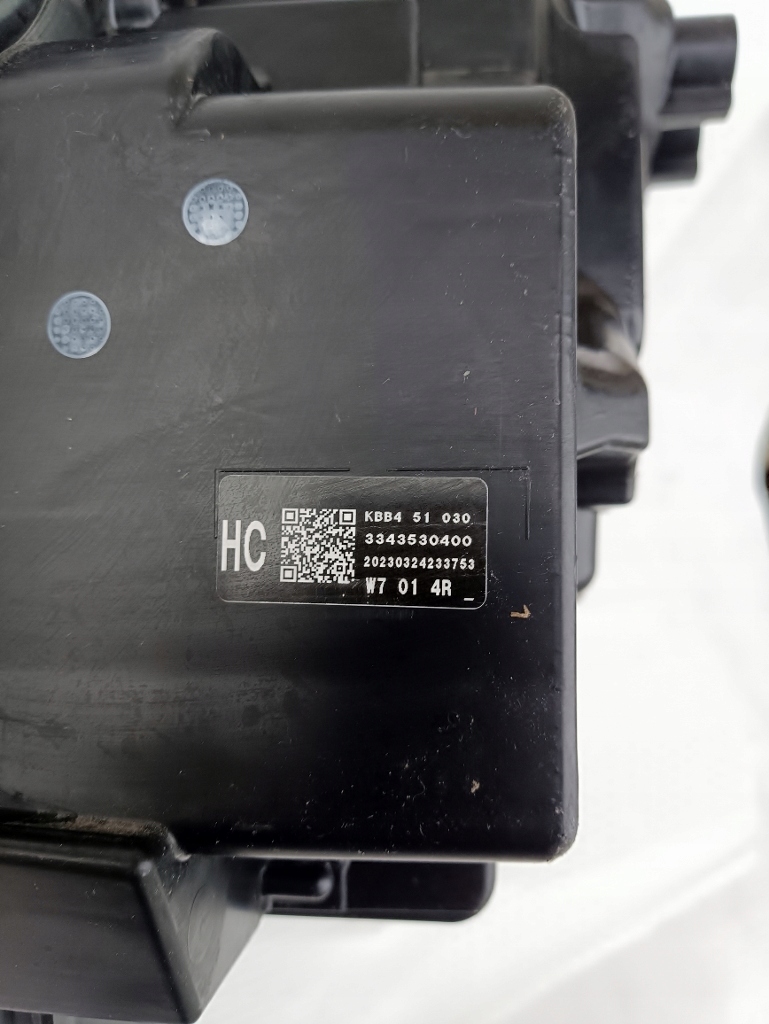 HC
KBB4 51 030
3343530400
20230324233753
W7 01 4R _